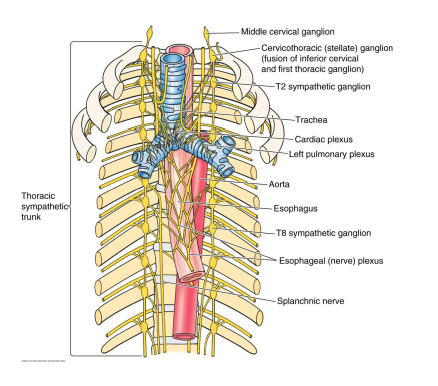 Middle cervical ganglion
Cervicothoracic (stellate) ganglion
(fusion of inferior cervical
and first thoracic ganglion)
T2 sympathetic ganglion
Trachea
Cardiac plexus
Left pulmonary plexus
Aorta
Thoracic
sympathetic
trunk
Esophagus
T8 sympathetic ganglion
Esophageal (nerve) plexus
Splanchnic nerve